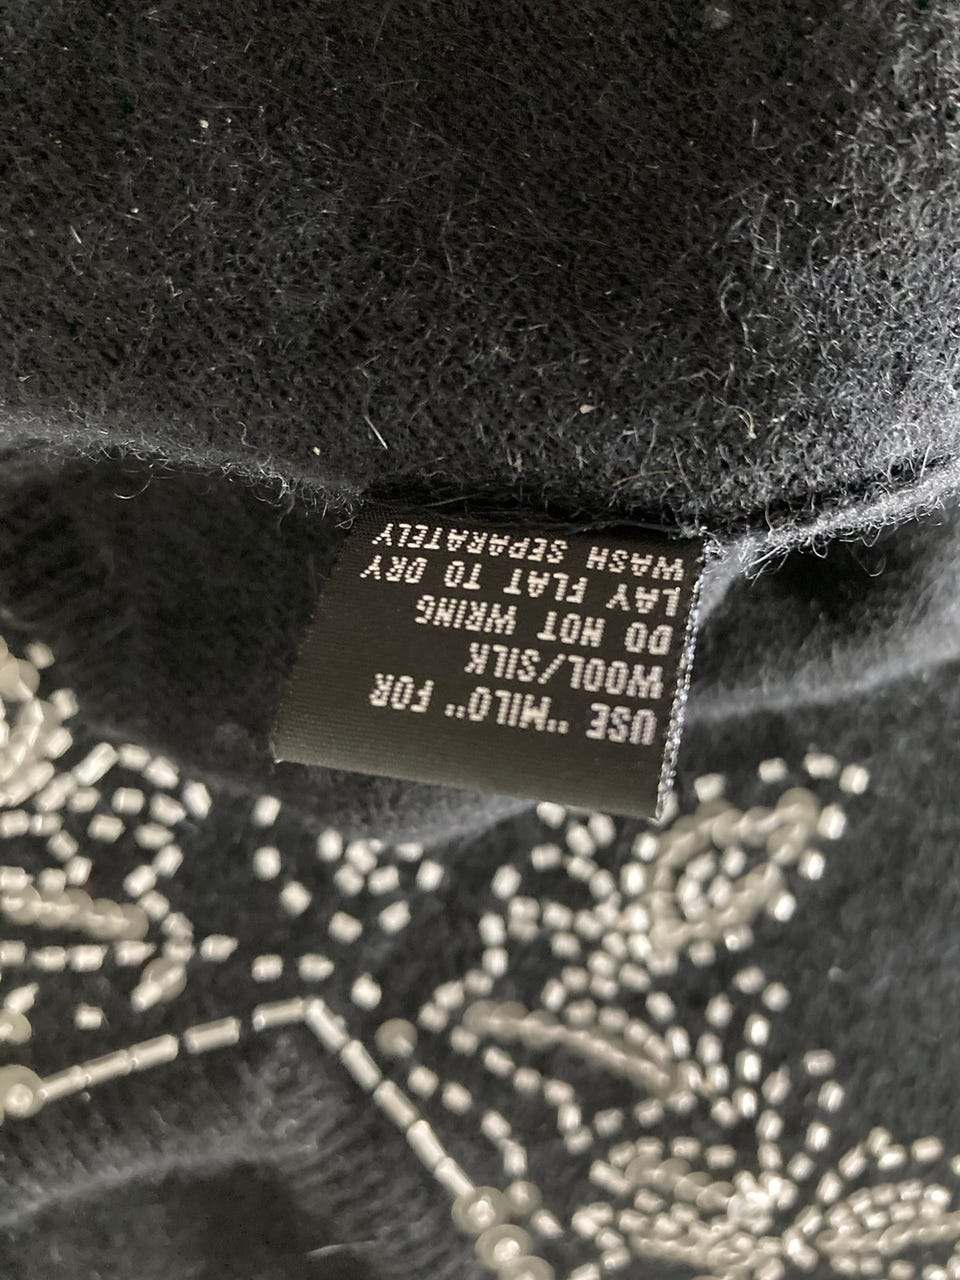 USE "MILO" FOR
WOOL/SILK
DO NOT WRING
LAY FLAT TO DRY
WASH SEPARATELY